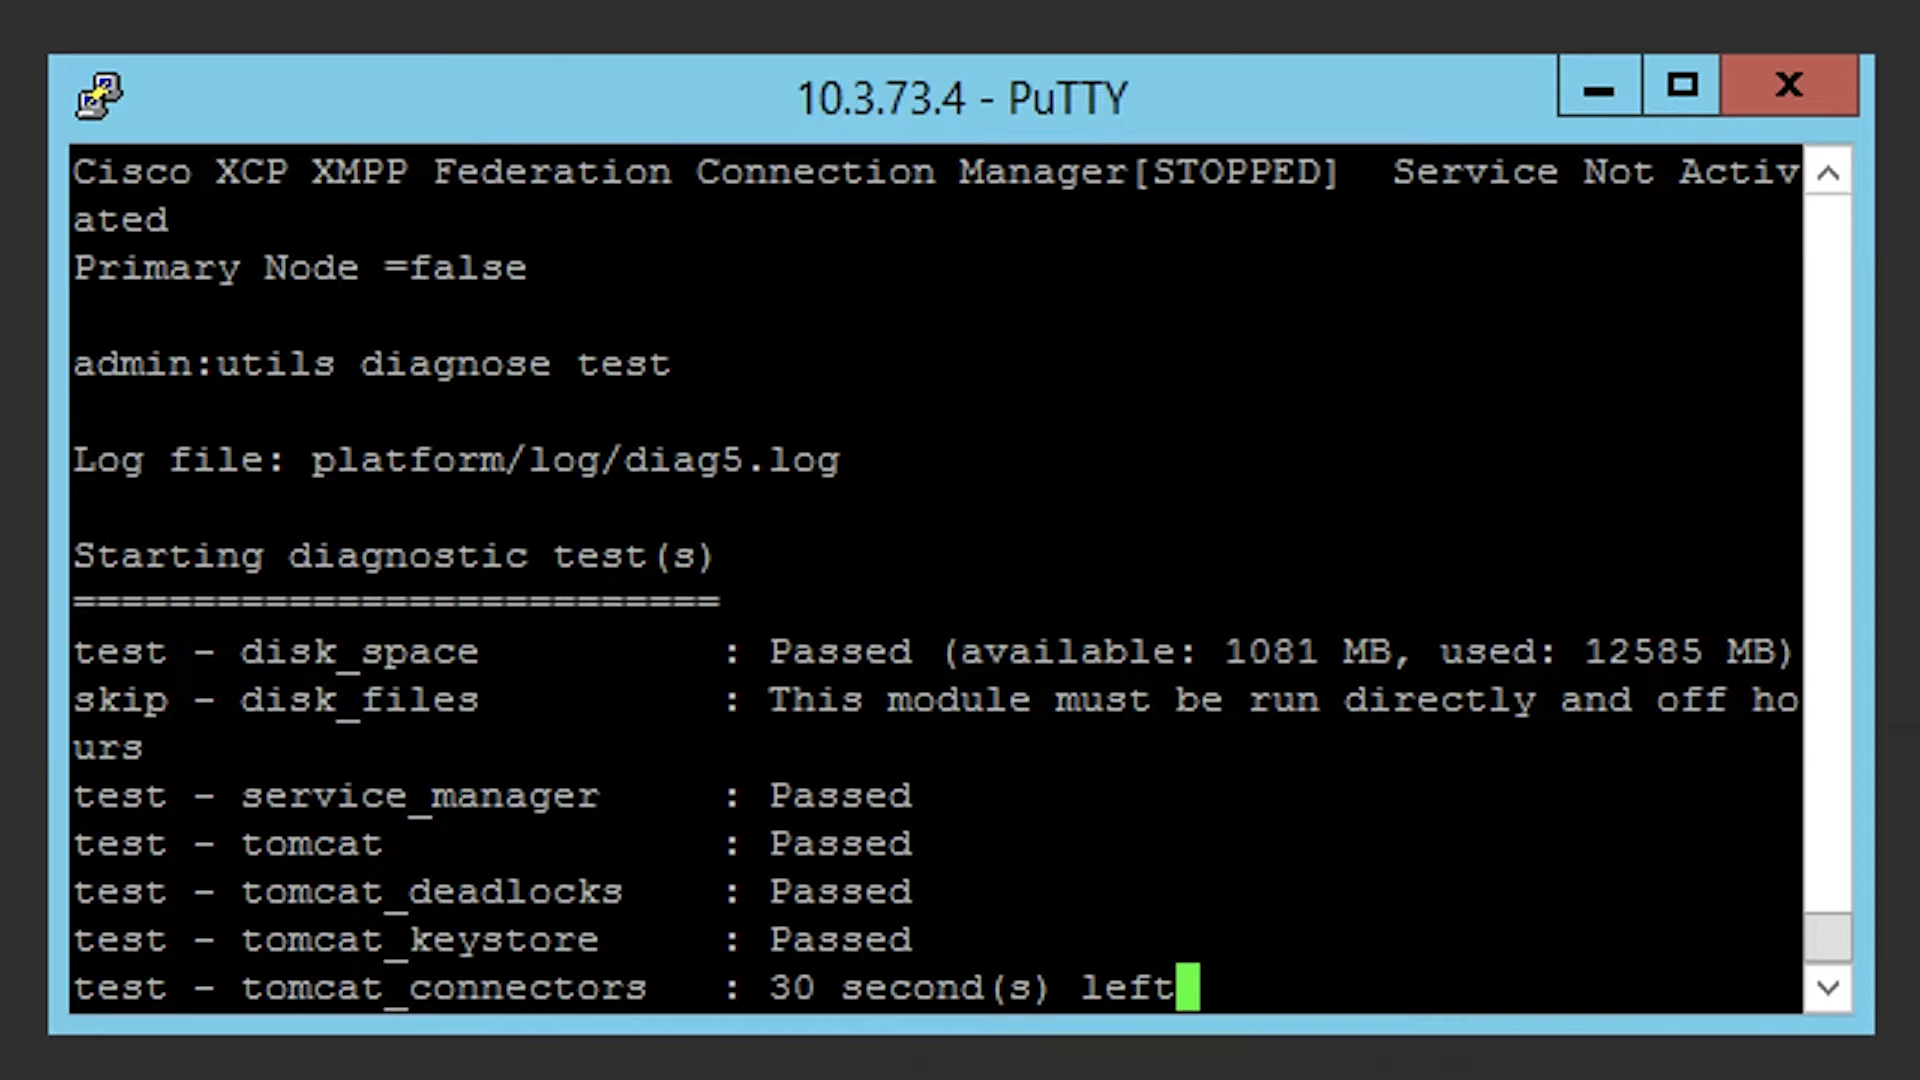 10.3.73.4 - PuTTY
Cisco XCP XMPP Federation Connection Manager[STOPPED]  Service Not Activ
ated
Primary Node =false
admin:utils diagnose test
Log file: platform/log/diag5.log
Starting diagnostic test(s)
===========================
test - disk_space          : Passed (available: 1081 MB, used: 12585 MB)
skip - disk_files          : This module must be run directly and off ho
urs
test - service_manager     : Passed
test - tomcat              : Passed
test - tomcat_deadlocks    : Passed
test - tomcat_keystore     : Passed
test - tomcat_connectors   : 30 second(s) left